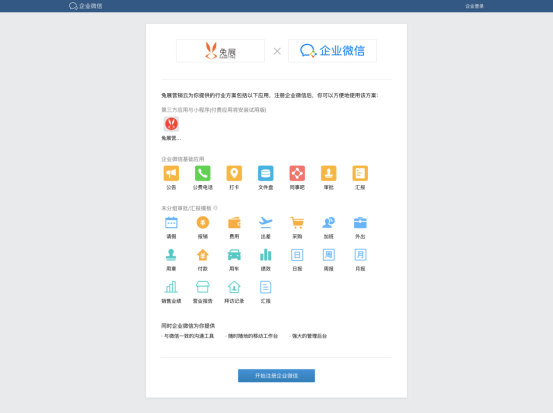 企业微信
企业登录
兔展
企业微信
兔展营销云为你提供的行业方案包括以下应用，注册企业微信后，你可以方便地使用该方案：
第三方应用与小程序(付费应用将安装试用版)
兔展营...
企业微信基础应用
公告 公费电话 打卡 文件盘 同事吧 审批 汇报
未分组审批/汇报模板
请假 报销 费用 出差 采购 加班 外出
用章 付款 用车 绩效 日报 周报 月报
日 周 月
销售业绩 营业报告 拜访记录 汇报
同时企业微信为你提供
· 与微信一致的沟通工具 · 随时随地的移动工作台 · 强大的管理后台
开始注册企业微信